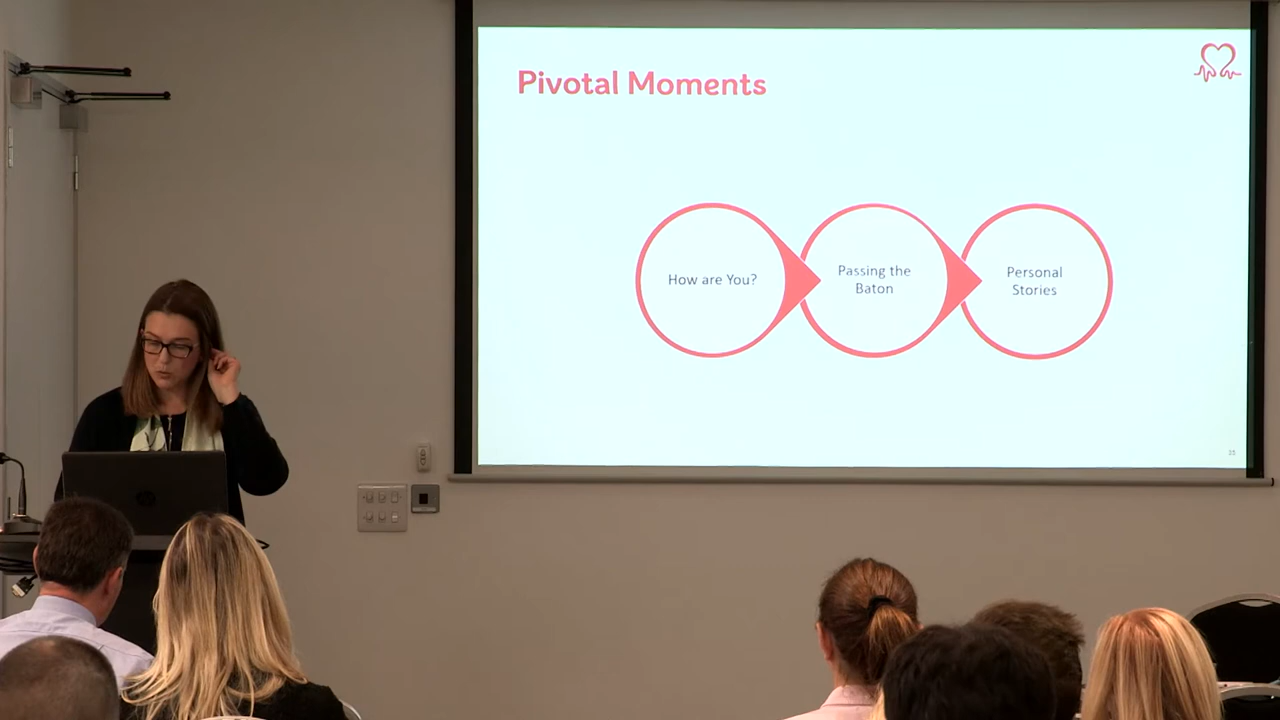 Pivotal Moments
How are You?
Passing the
Baton
Personal
Stories